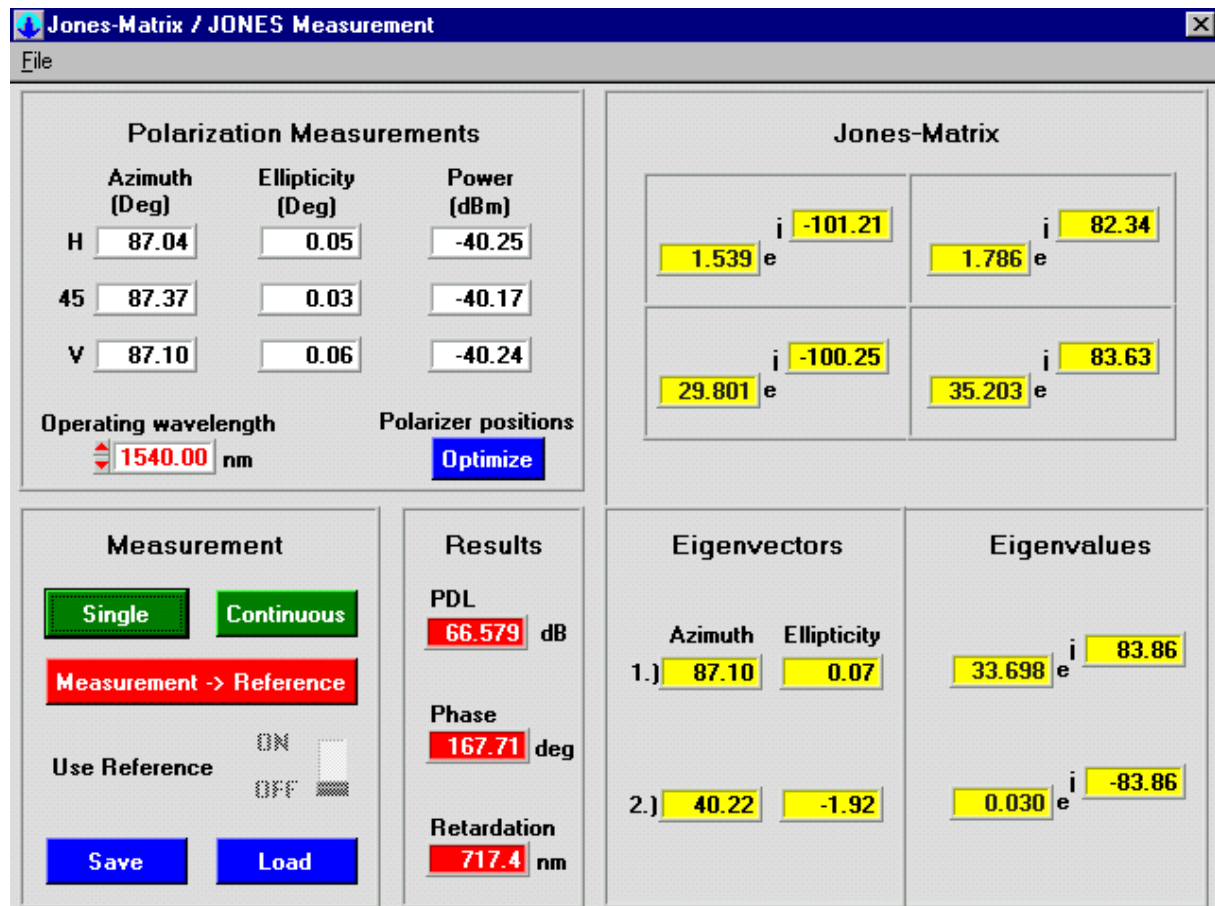 Jones-Matrix / JONES Measurement
File
Polarization Measurements
Azimuth (Deg) Ellipticity (Deg) Power (dBm)
H 87.04 0.05 -40.25
45 87.37 0.03 -40.17
V 87.10 0.06 -40.24
Operating wavelength
1540.00 nm
Polarizer positions
Optimize
Jones-Matrix
1.539 e i -101.21
1.786 e i 82.34
29.801 e i -100.25
35.203 e i 83.63
Measurement
Single Continuous
Measurement -> Reference
Use Reference ON OFF
Save Load
Results
PDL
66.579 dB
Phase
167.71 deg
Retardation
717.4 nm
Eigenvectors
Azimuth Ellipticity
1.) 87.10 0.07
2.) 40.22 -1.92
Eigenvalues
33.698 e i 83.86
0.030 e i -83.86